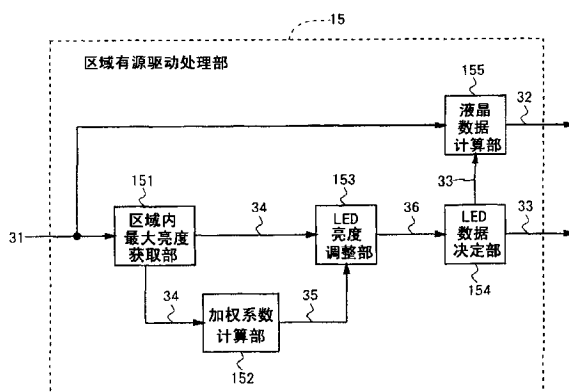 15
区域有源驱动处理部
155
液晶
数据
计算部
32
151
153
33
31
区域内
最大亮度
获取部
34
LED
亮度
调整部
36
LED
数据
决定部
33
154
34
加权系数
计算部
35
152